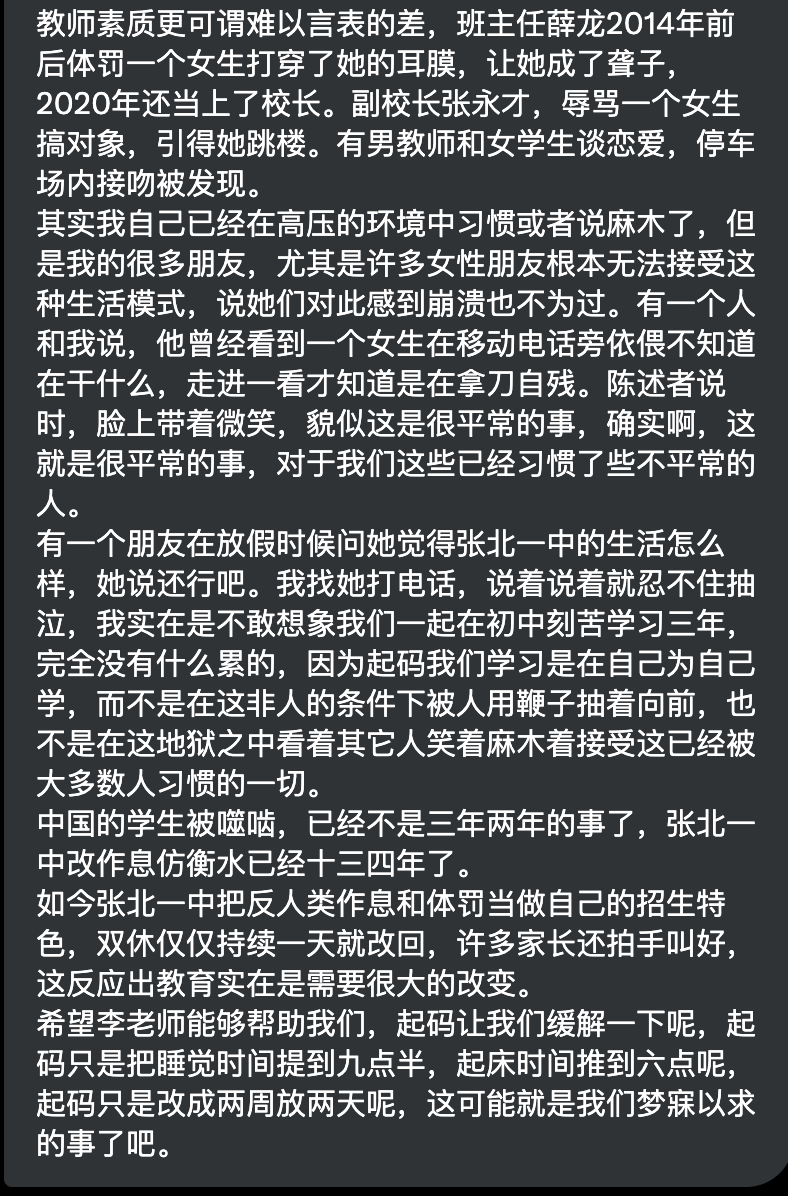 教师素质更可谓难以言表的差，班主任薛龙2014年前
后体罚一个女生打穿了她的耳膜，让她成了聋子，
2020年还当上了校长。副校长张永才，辱骂一个女生
搞对象，引得她跳楼。有男教师和女学生谈恋爱，停车
场内接吻被发现。
其实我自己已经在高压的环境中习惯或者说麻木了，但
是我的很多朋友，尤其是许多女性朋友根本无法接受这
种生活模式，说她们对此感到崩溃也不为过。有一个人
和我说，他曾经看到一个女生在移动电话旁依偎不知道
在干什么，走进一看才知道是在拿刀自残。陈述者说
时，脸上带着微笑，貌似这是很平常的事，确实啊，这
就是很平常的事，对于我们这些已经习惯了些不平常的
人。
有一个朋友在放假时候问她觉得张北一中的生活怎么
样，她说还行吧。我找她打电话，说着说着就忍不住抽
泣，我实在是不敢想象我们一起在初中刻苦学习三年，
完全没有什么累的，因为起码我们学习是在自己为自己
学，而不是在这非人的条件下被人用鞭子抽着向前，也
不是在这地狱之中看着其它人笑着麻木着接受这已经被
大多数人习惯的一切。
中国的学生被噬啮，已经不是三年两年的事了，张北一
中改作息仿衡水已经十三四年了。
如今张北一中把反人类作息和体罚当做自己的招生特
色，双休仅仅持续一天就改回，许多家长还拍手叫好，
这反应出教育实在是需要很大的改变。
希望李老师能够帮助我们，起码让我们缓解一下呢，起
码只是把睡觉时间提到九点半，起床时间推到六点呢，
起码只是改成两周放两天呢，这可能就是我们梦寐以求
的事了吧。